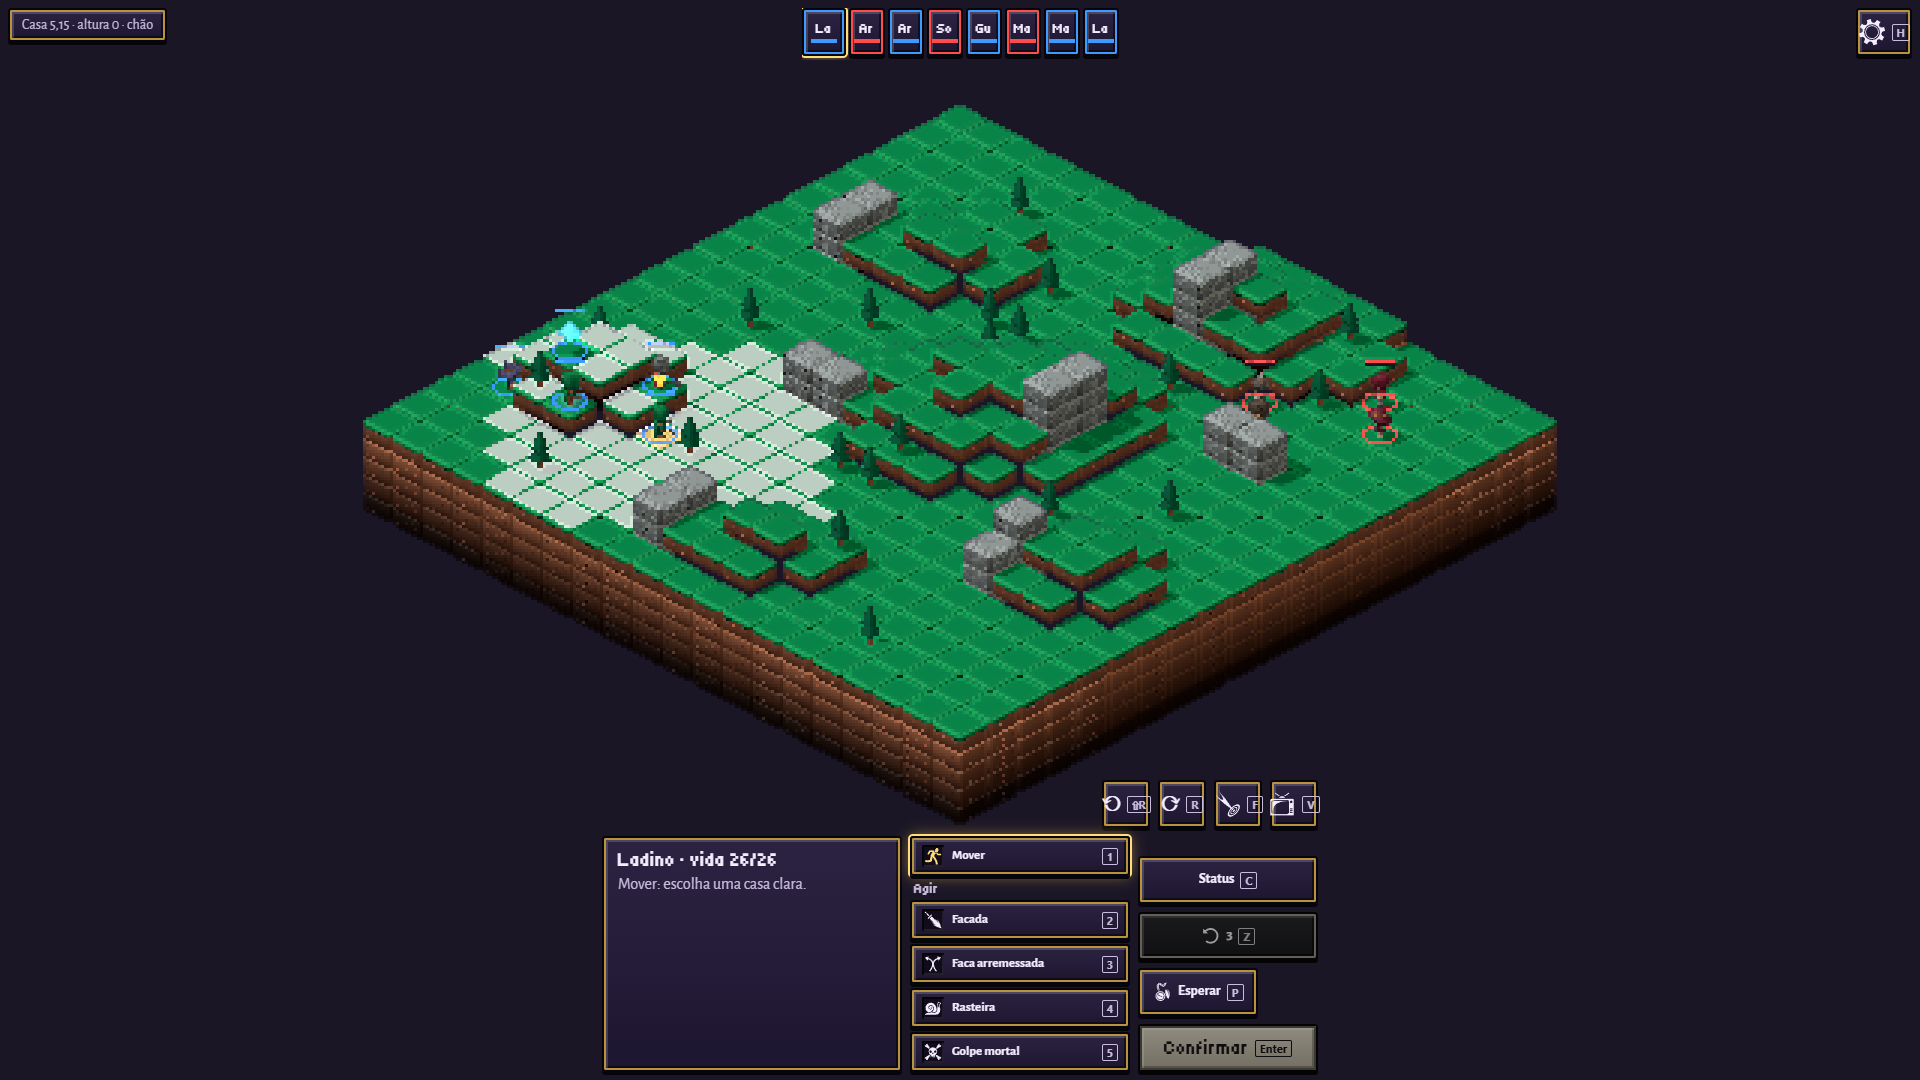 Casa 5,15 · altura 0 · chão
La
Ar
Ar
So
Gu
Ma
Ma
La
H
⇧R
R
F
V
Ladino · vida 26/26
Mover: escolha uma casa clara.
Mover 1
Agir
Facada 2
Faca arremessada 3
Rasteira 4
Golpe mortal 5
Status C
3 Z
Esperar P
Confirmar Enter